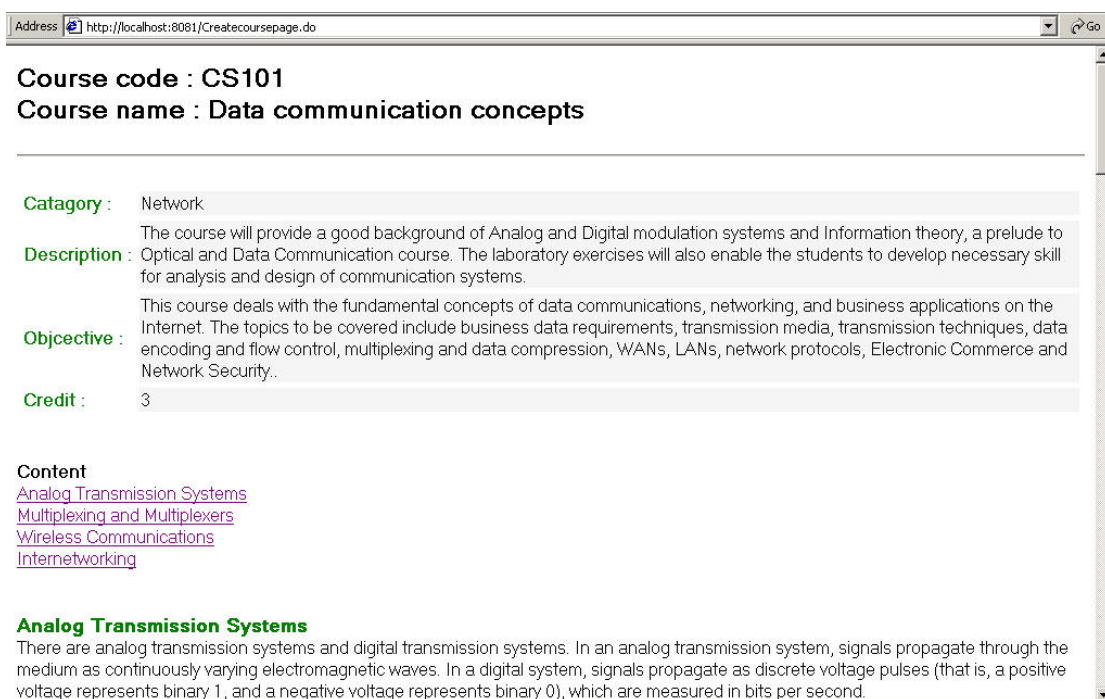 Address http://localhost:8081/Createcoursepage.do Go
Course code : CS101
Course name : Data communication concepts
Catagory : Network
The course will provide a good background of Analog and Digital modulation systems and Information theory, a prelude to
Description : Optical and Data Communication course. The laboratory exercises will also enable the students to develop necessary skill
for analysis and design of communication systems.
This course deals with the fundamental concepts of data communications, networking, and business applications on the
Objcective : Internet. The topics to be covered include business data requirements, transmission media, transmission techniques, data
encoding and flow control, multiplexing and data compression, WANs, LANs, network protocols, Electronic Commerce and
Network Security..
Credit : 3
Content
Analog Transmission Systems
Multiplexing and Multiplexers
Wireless Communications
Internetworking
Analog Transmission Systems
There are analog transmission systems and digital transmission systems. In an analog transmission system, signals propagate through the
medium as continuously varying electromagnetic waves. In a digital system, signals propagate as discrete voltage pulses (that is, a positive
voltage represents binary 1, and a negative voltage represents binary 0), which are measured in bits per second.